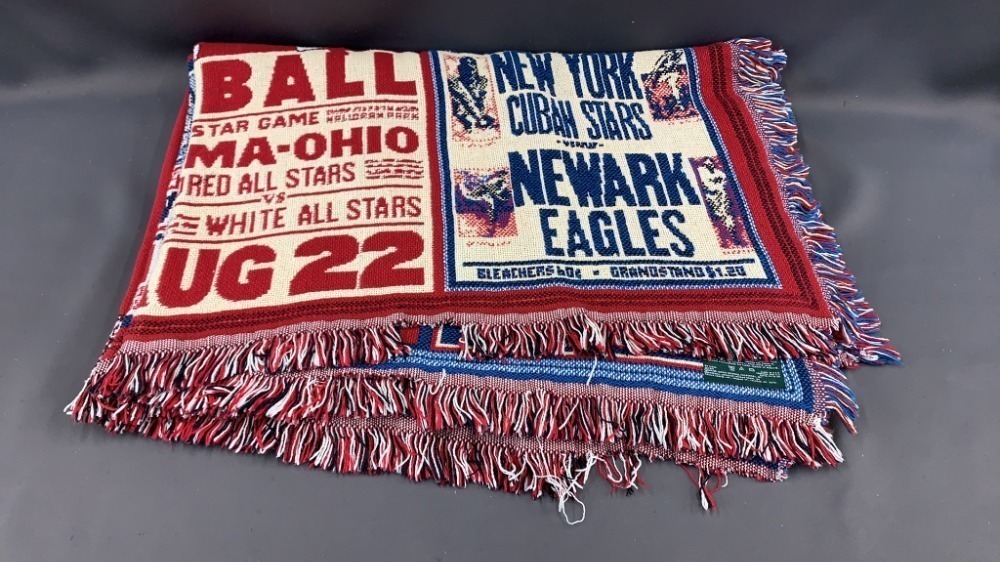 BALL
STAR GAME
MA-OHIO
RED ALL STARS
VS
WHITE ALL STARS
UG 22
NEW YORK
CUBAN STARS
VERSUS
NEWARK
EAGLES
BLEACHERS 60¢ - GRANDSTAND $1.20